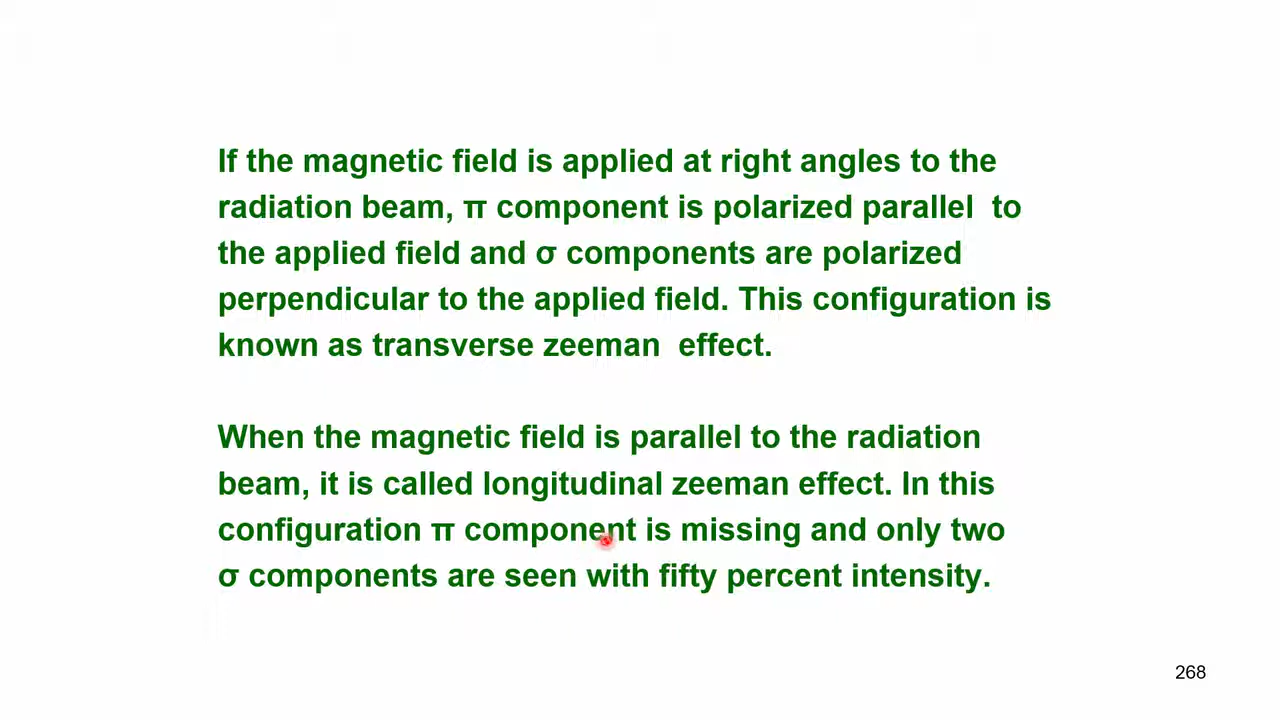 If the magnetic field is applied at right angles to the
radiation beam, π component is polarized parallel  to
the applied field and σ components are polarized
perpendicular to the applied field. This configuration is
known as transverse zeeman  effect.
When the magnetic field is parallel to the radiation
beam, it is called longitudinal zeeman effect. In this
configuration π component is missing and only two
σ components are seen with fifty percent intensity.
268